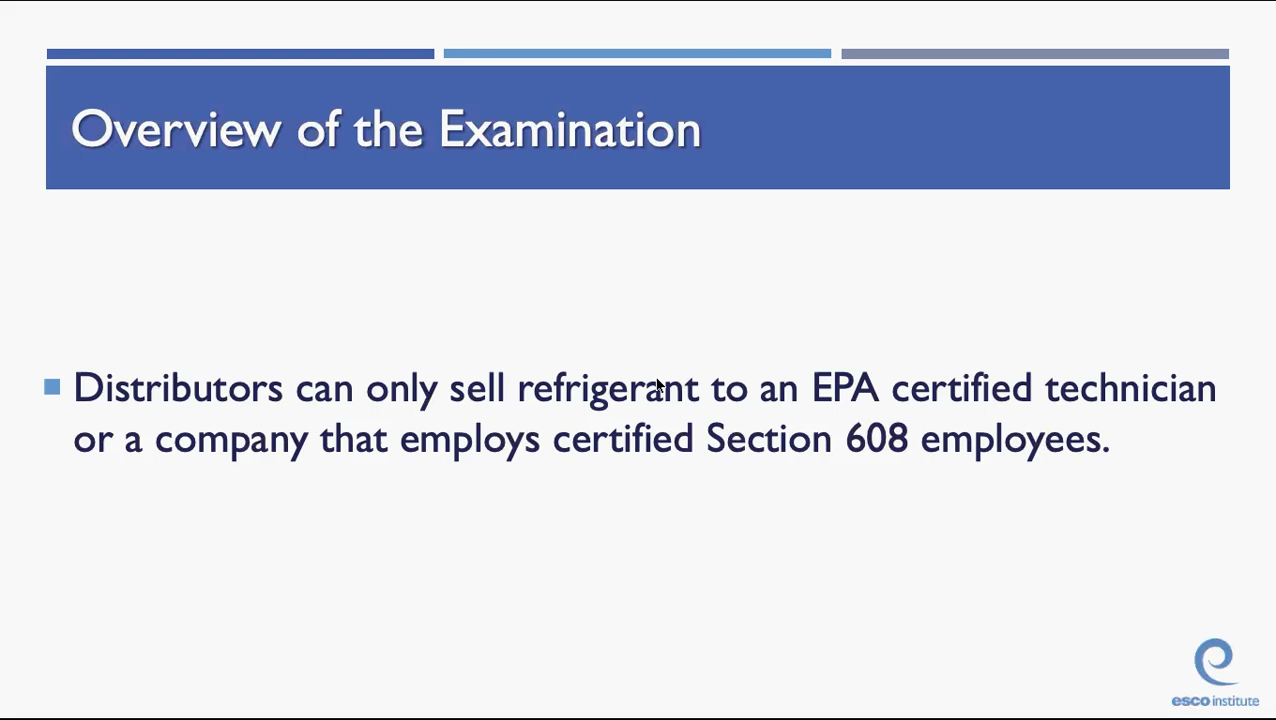 Overview of the Examination
Distributors can only sell refrigerant to an EPA certified technician
or a company that employs certified Section 608 employees.
esco institute